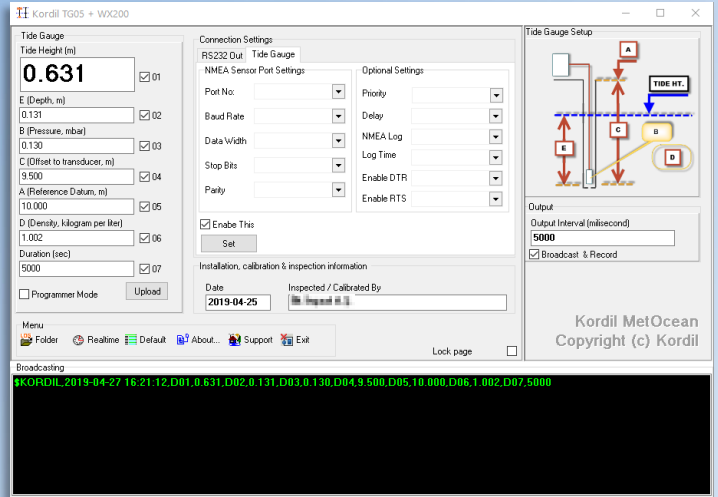 Kordil TG05 + WX200
Tide Gauge
Tide Height (m)
0.631
01
E (Depth, m)
0.131
02
B (Pressure, mbar)
0.130
03
C (Offset to transducer, m)
9.500
04
A (Reference Datum, m)
10.000
05
D (Density, kilogram per liter)
1.002
06
Duration (sec)
5000
07
Programmer Mode
Upload
Connection Settings
RS232 Out
Tide Gauge
NMEA Sensor Port Settings
Port No:
Baud Rate
Data Width
Stop Bits
Parity
Optional Settings
Priority
Delay
NMEA Log
Log Time
Enable DTR
Enable RTS
Enabe This
Set
Installation, calibration & inspection information
Date
2019-04-25
Inspected / Calibrated By
Tide Gauge Setup
A
TIDE HT.
C
B
E
D
Output
Output Interval (milisecond)
5000
Broadcast & Record
Kordil MetOcean
Copyright (c) Kordil
Menu
Folder
Realtime
Default
About...
Support
Exit
Lock page
Broadcasting
$KORDIL,2019-04-27 16:21:12,D01,0.631,D02,0.131,D03,0.130,D04,9.500,D05,10.000,D06,1.002,D07,5000